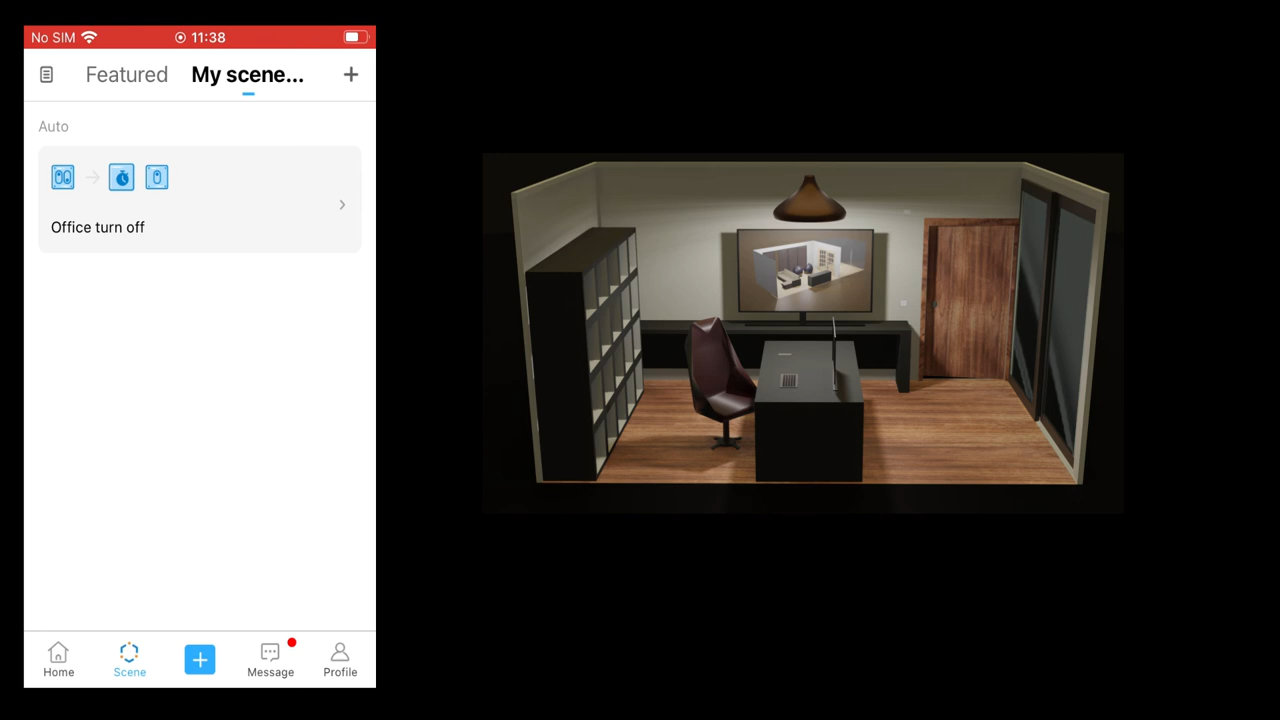 No SIM 11:38
Featured My scene...
Auto
Office turn off
Home Scene Message Profile